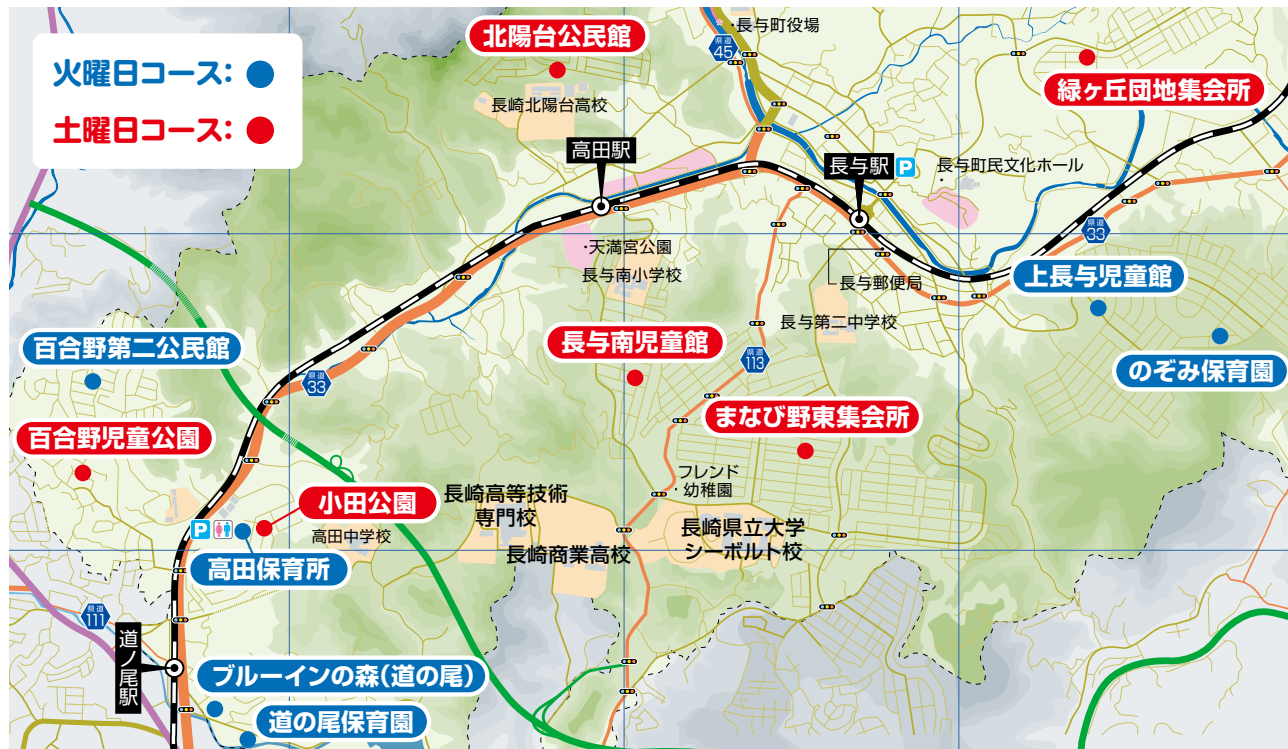 火曜日コース:
土曜日コース:
北陽台公民館
長崎北陽台高校
県道
45
長与町役場
緑ヶ丘団地集会所
高田駅
長与駅
P
長与町民文化ホール
県道
33
・天満宮公園
長与南小学校
長与郵便局
上長与児童館
長与第二中学校
のぞみ保育園
百合野第二公民館
県道
33
長与南児童館
県道
113
百合野児童公園
まなび野東集会所
小田公園
高田中学校
長崎高等技術
専門校
フレンド
・幼稚園
長崎県立大学
シーボルト校
長崎商業高校
P
高田保育所
県道
111
道ノ尾駅
ブルーインの森(道の尾)
道の尾保育園